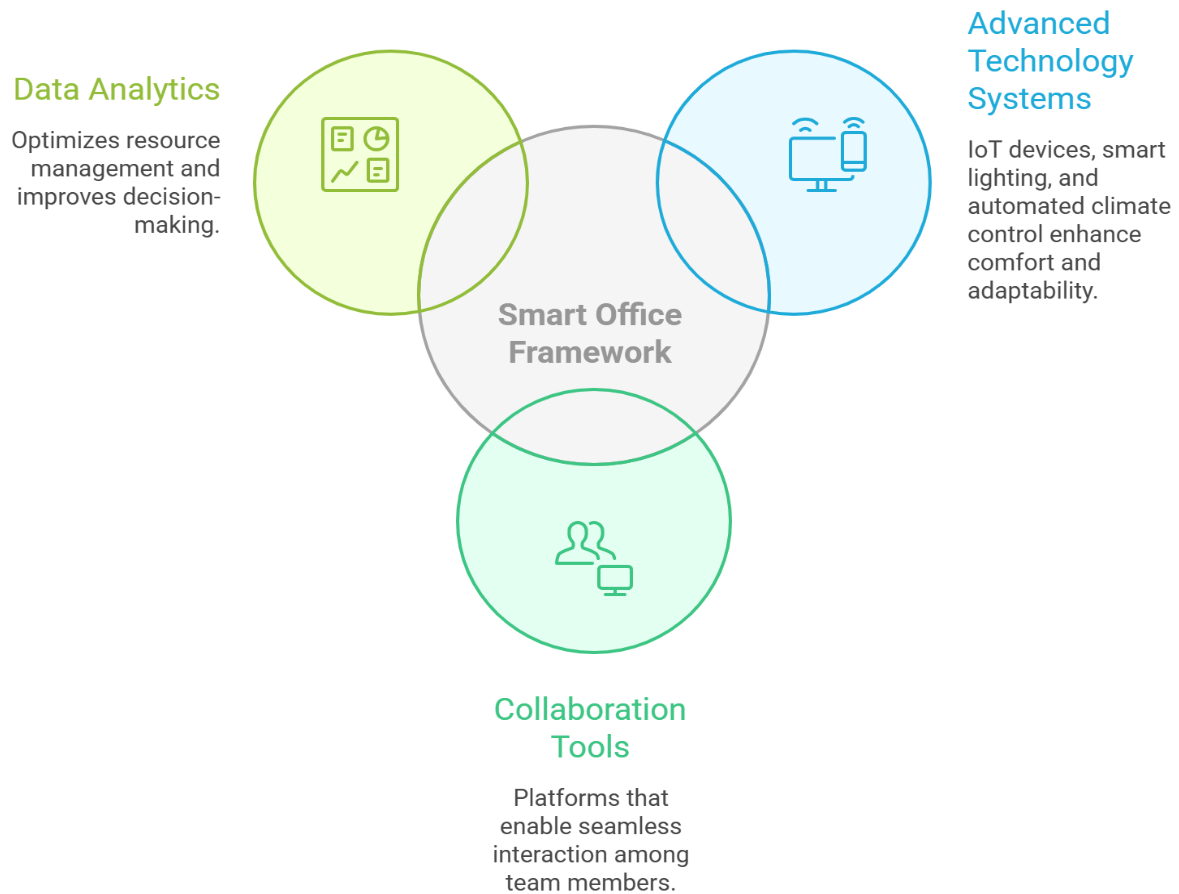 Data Analytics
Optimizes resource
management and
improves decision-
making.
Advanced
Technology
Systems
IoT devices, smart
lighting, and
automated climate
control enhance
comfort and
adaptability.
Smart Office
Framework
Collaboration
Tools
Platforms that
enable seamless
interaction among
team members.